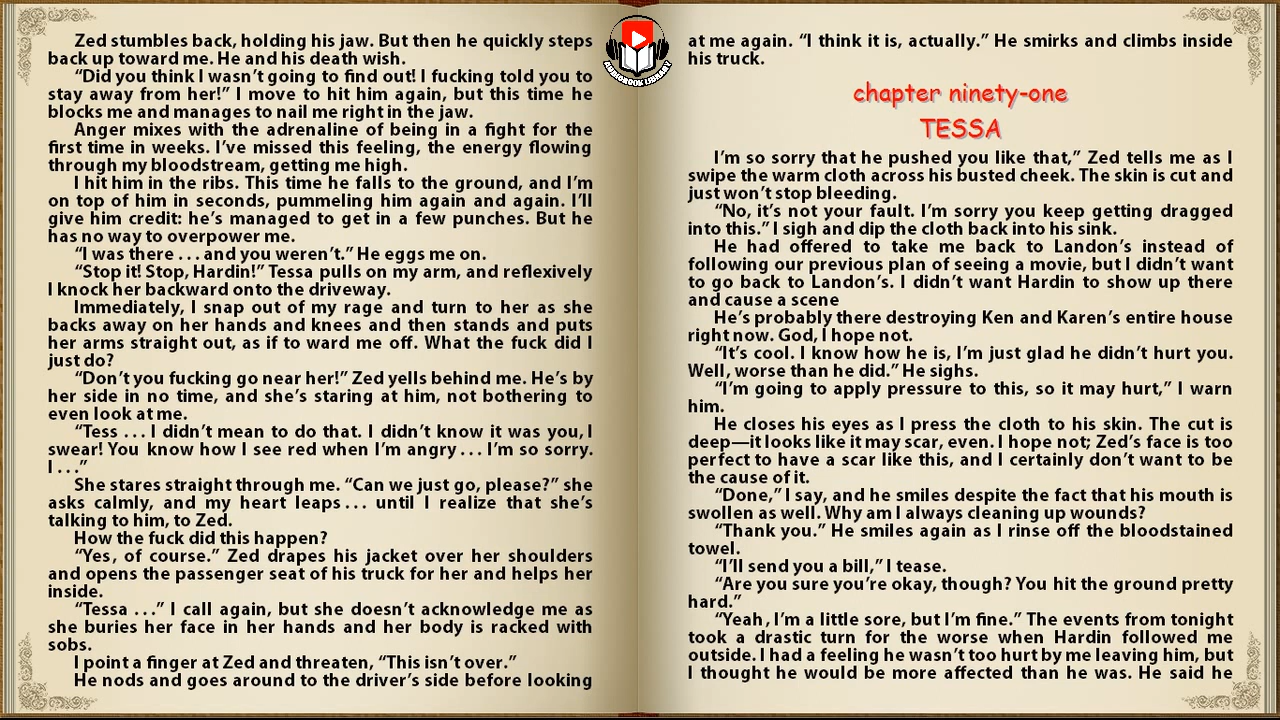 Zed stumbles back, holding his jaw. But then he quickly steps
back up toward me. He and his death wish.
“Did you think I wasn’t going to find out! I fucking told you to
stay away from her!” I move to hit him again, but this time he
blocks me and manages to nail me right in the jaw.
Anger mixes with the adrenaline of being in a fight for the
first time in weeks. I’ve missed this feeling, the energy flowing
through my bloodstream, getting me high.
I hit him in the ribs. This time he falls to the ground, and I’m
on top of him in seconds, pummeling him again and again. I’ll
give him credit: he’s managed to get in a few punches. But he
has no way to overpower me.
“I was there . . . and you weren’t.” He eggs me on.
“Stop it! Stop, Hardin!” Tessa pulls on my arm, and reflexively
I knock her backward onto the driveway.
Immediately, I snap out of my rage and turn to her as she
backs away on her hands and knees and then stands and puts
her arms straight out, as if to ward me off. What the fuck did I
just do?
“Don’t you fucking go near her!” Zed yells behind me. He’s by
her side in no time, and she’s staring at him, not bothering to
even look at me.
“Tess . . . I didn’t mean to do that. I didn’t know it was you, I
swear! You know how I see red when I’m angry . . . I’m so sorry.
I . . .”
She stares straight through me. “Can we just go, please?” she
asks calmly, and my heart leaps . . . until I realize that she’s
talking to him, to Zed.
How the fuck did this happen?
“Yes, of course.” Zed drapes his jacket over her shoulders
and opens the passenger seat of his truck for her and helps her
inside.
“Tessa . . .” I call again, but she doesn’t acknowledge me as
she buries her face in her hands and her body is racked with
sobs.
I point a finger at Zed and threaten, “This isn’t over.”
He nods and goes around to the driver’s side before looking
AUDIOBOOK LIBRARY
at me again. “I think it is, actually.” He smirks and climbs inside
his truck.
chapter ninety-one
TESSA
I’m so sorry that he pushed you like that,” Zed tells me as I
swipe the warm cloth across his busted cheek. The skin is cut and
just won’t stop bleeding.
“No, it’s not your fault. I’m sorry you keep getting dragged
into this.” I sigh and dip the cloth back into his sink.
He had offered to take me back to Landon’s instead of
following our previous plan of seeing a movie, but I didn’t want
to go back to Landon’s. I didn’t want Hardin to show up there
and cause a scene
He’s probably there destroying Ken and Karen’s entire house
right now. God, I hope not.
“It’s cool. I know how he is, I’m just glad he didn’t hurt you.
Well, worse than he did.” He sighs.
“I’m going to apply pressure to this, so it may hurt,” I warn
him.
He closes his eyes as I press the cloth to his skin. The cut is
deep—it looks like it may scar, even. I hope not; Zed’s face is too
perfect to have a scar like this, and I certainly don’t want to be
the cause of it.
“Done,” I say, and he smiles despite the fact that his mouth is
swollen as well. Why am I always cleaning up wounds?
“Thank you.” He smiles again as I rinse off the bloodstained
towel.
“I’ll send you a bill,” I tease.
“Are you sure you’re okay, though? You hit the ground pretty
hard.”
“Yeah, I’m a little sore, but I’m fine.” The events from tonight
took a drastic turn for the worse when Hardin followed me
outside. I had a feeling he wasn’t too hurt by me leaving him, but
I thought he would be more affected than he was. He said he